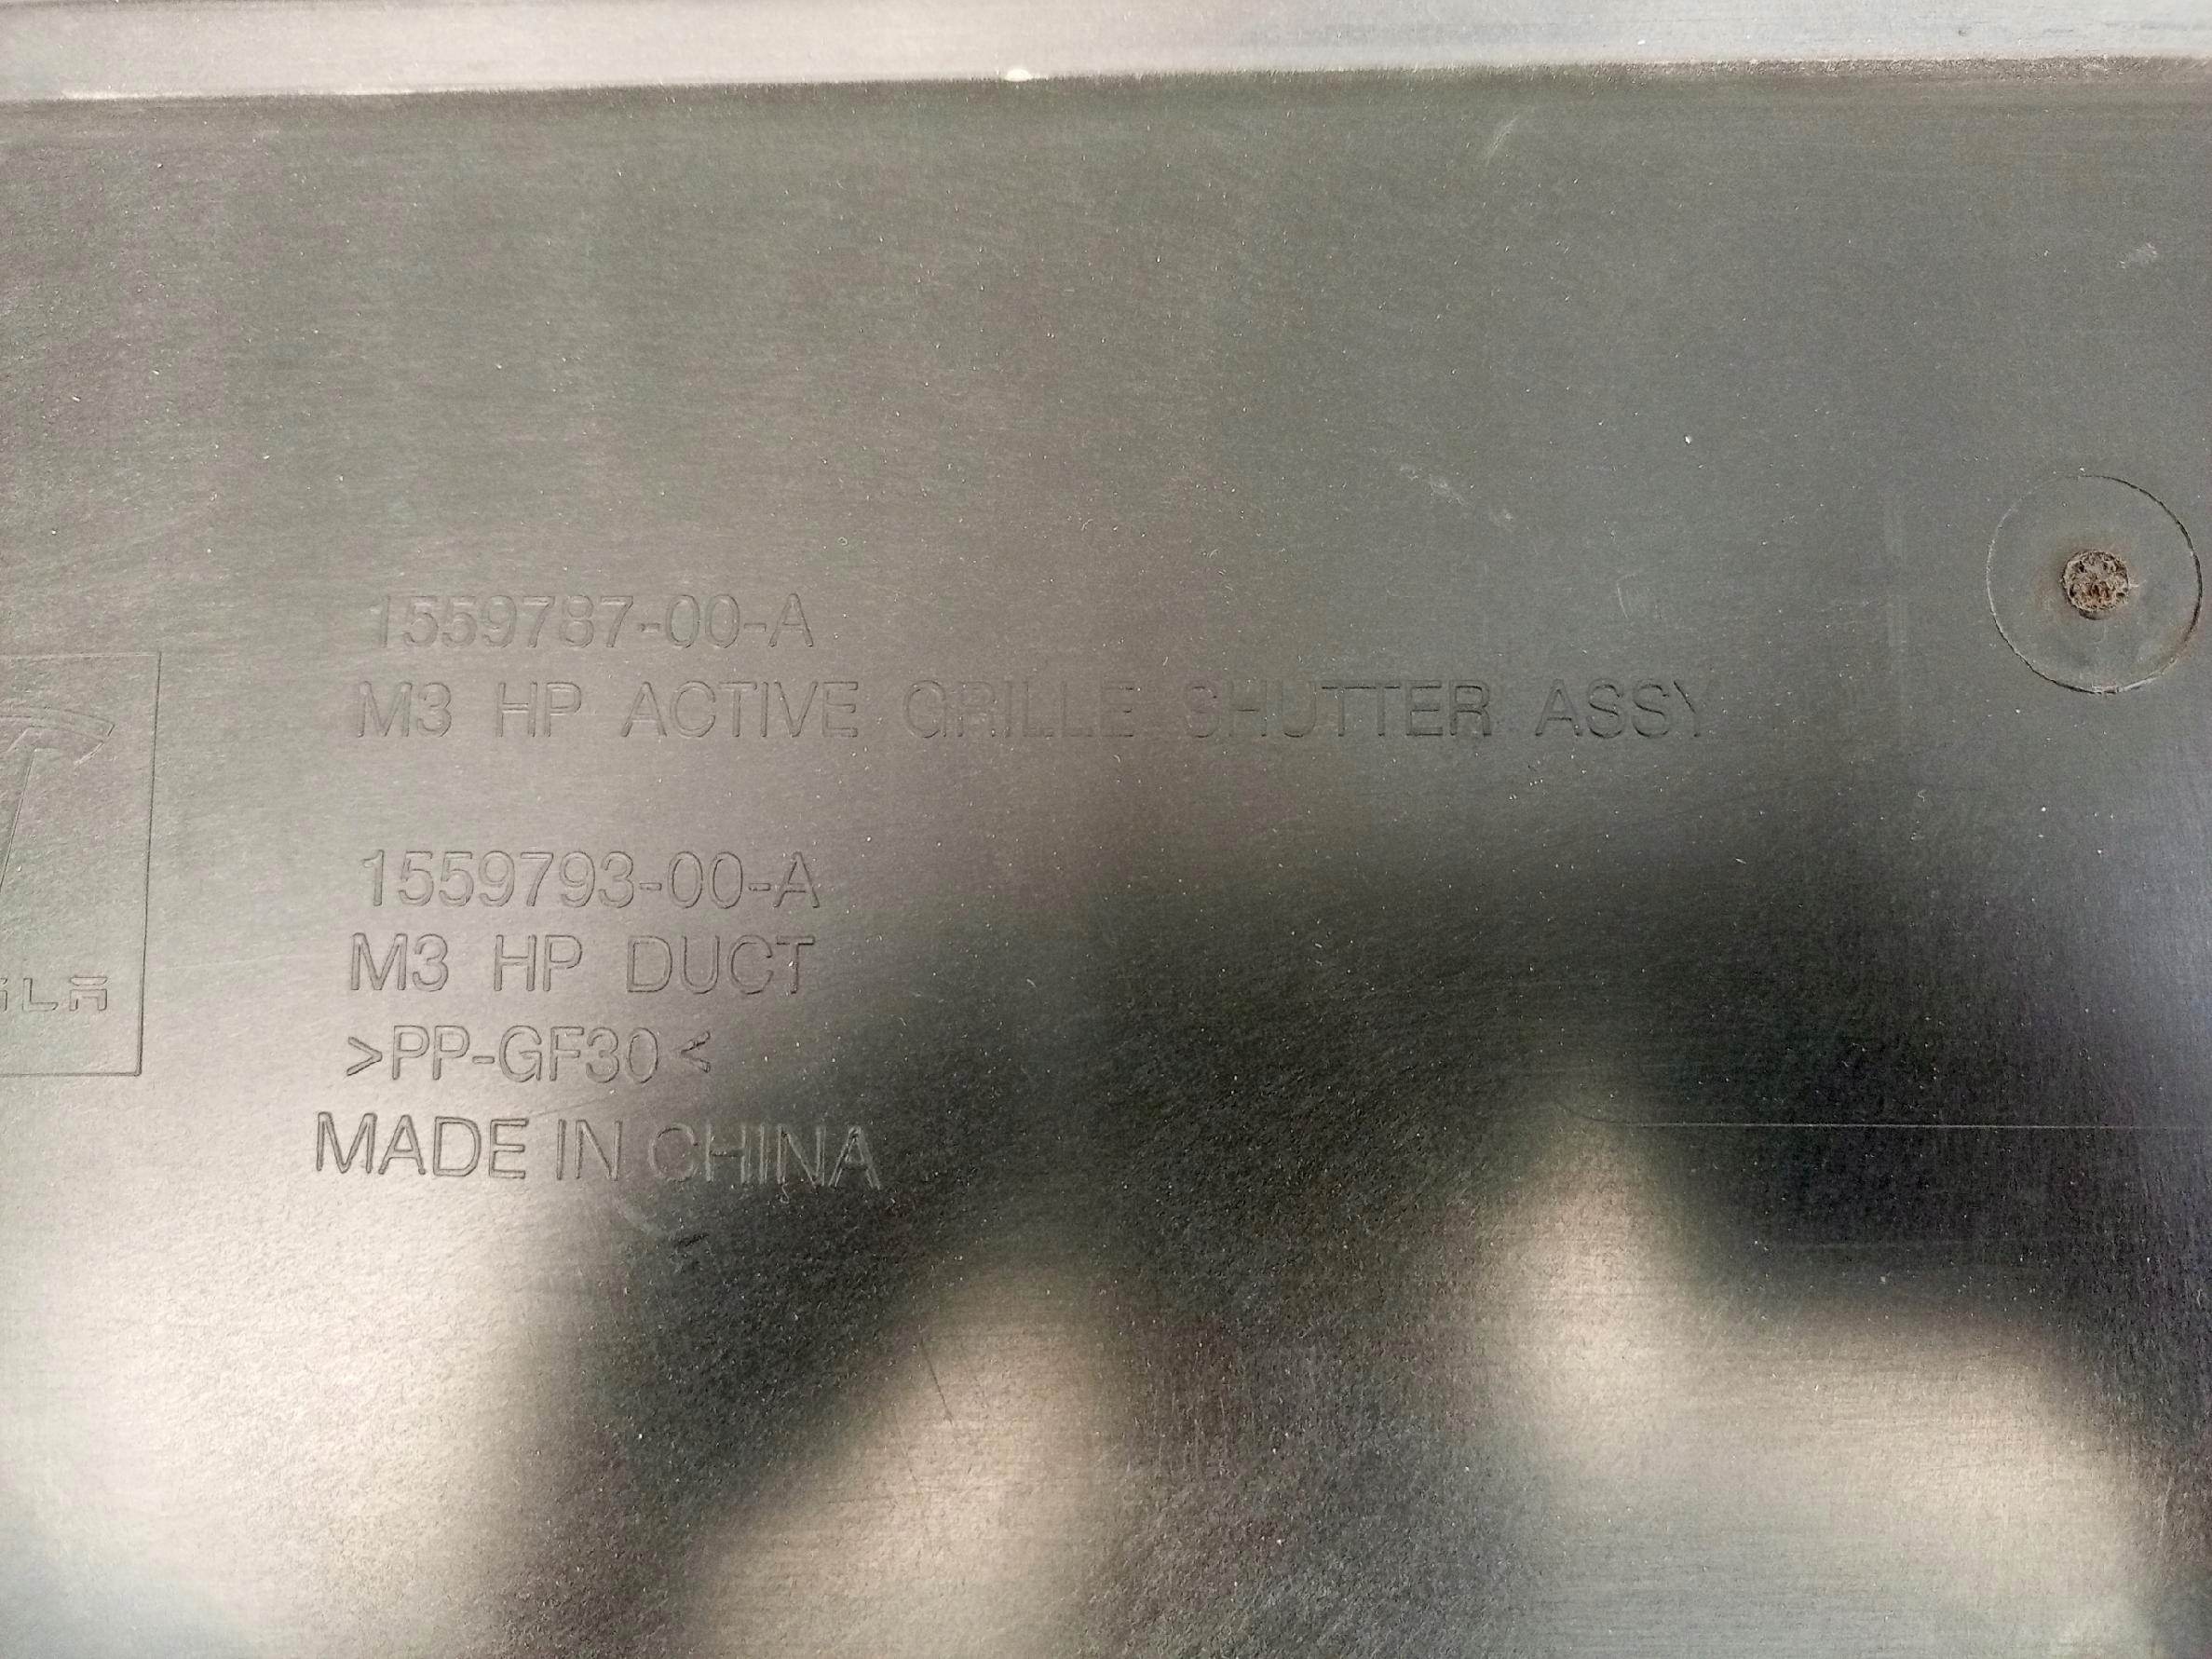 1559787-00-A
M3 HP ACTIVE GRILLE SHUTTER ASSY
1559793-00-A
M3 HP DUCT
>PP-GF30<
MADE IN CHINA